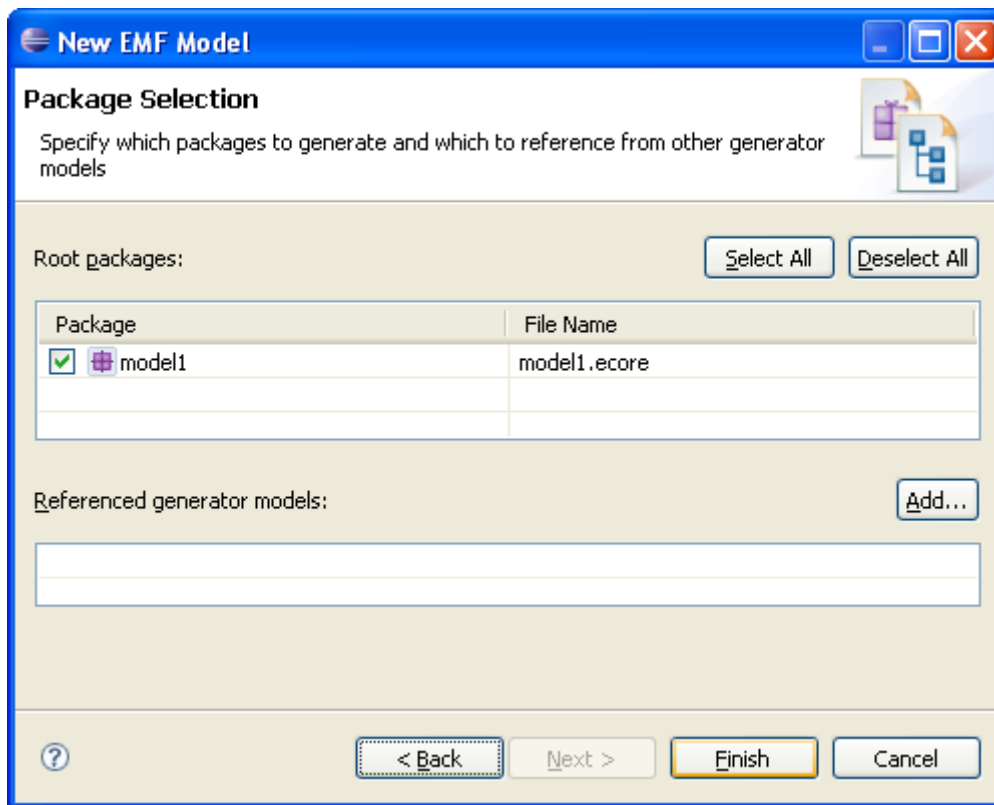 New EMF Model
Package Selection
Specify which packages to generate and which to reference from other generator
models
Root packages:
Select All
Deselect All
Package
File Name
model1
model1.ecore
Referenced generator models:
Add...
< Back
Next >
Finish
Cancel